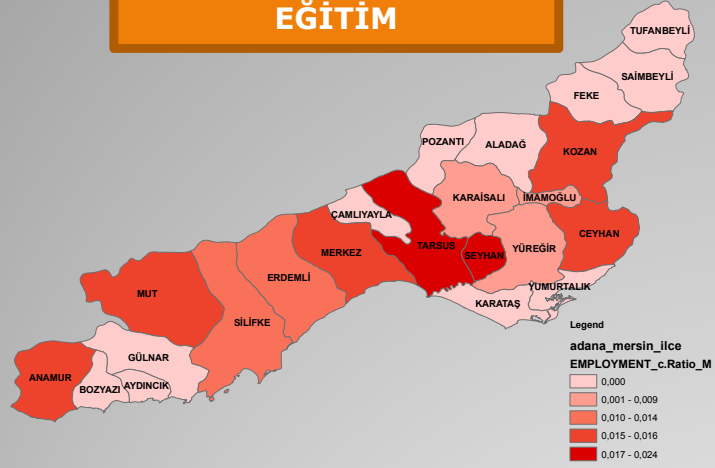 EĞİTİM
TUFANBEYLİ
SAİMBEYLİ
FEKE
POZANTI
ALADAĞ
KOZAN
KARAİSALI
İMAMOĞLU
ÇAMLIYAYLA
CEYHAN
TARSUS
YÜREĞİR
MERKEZ
SEYHAN
ERDEMLİ
YUMURTALIK
MUT
KARATAŞ
SİLİFKE
GÜLNAR
ANAMUR
BOZYAZI
AYDINCIK
Legend
adana_mersin_ilce
EMPLOYMENT_c.Ratio_M
0,000
0,001 - 0,009
0,010 - 0,014
0,015 - 0,016
0,017 - 0,024